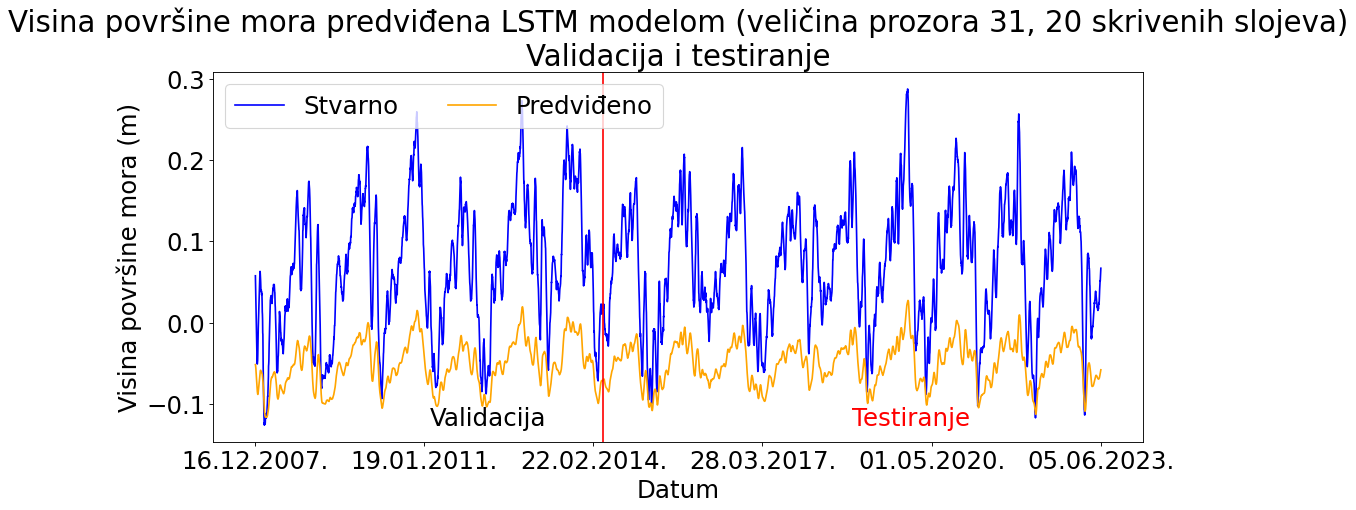 Visina površine mora predviđena LSTM modelom (veličina prozora 31, 20 skrivenih slojeva)
Validacija i testiranje
Stvarno
Predviđeno
Visina površine mora (m)
0.3
0.2
0.1
0.0
−0.1
Validacija
Testiranje
16.12.2007.
19.01.2011.
22.02.2014.
28.03.2017.
01.05.2020.
05.06.2023.
Datum